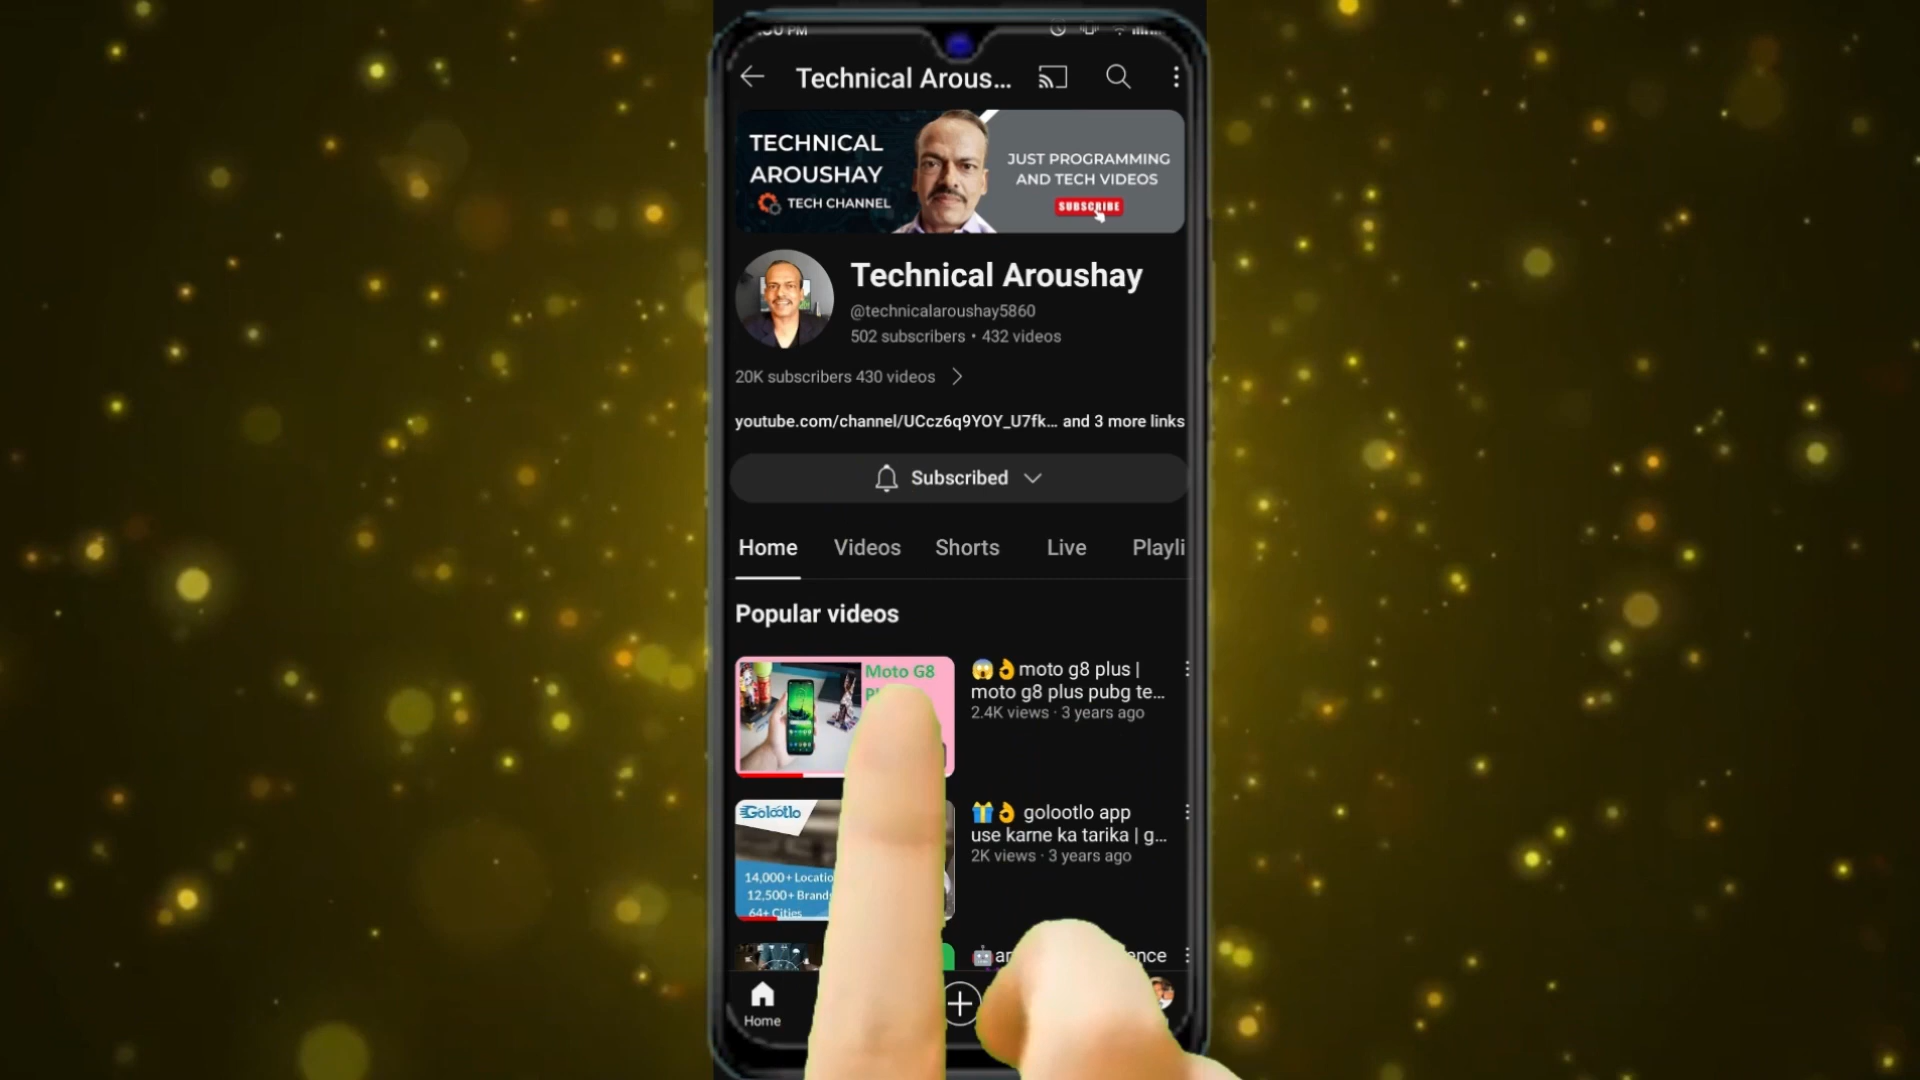 Technical Arous...
TECHNICAL
AROUSHAY
TECH CHANNEL
JUST PROGRAMMING
AND TECH VIDEOS
SUBSCRIBE
Technical Aroushay
@technicalaroushay5860
502 subscribers • 432 videos
20K subscribers 430 videos
youtube.com/channel/UCcz6q9YOY_U7fk... and 3 more links
Subscribed
Home Videos Shorts Live Playli
Popular videos
Moto G8
😱👌moto g8 plus |
moto g8 plus pubg te...
2.4K views · 3 years ago
Golootlo
14,000+ Locatio
12,500+ Brand
64+ Cities
🎁👌 golootlo app
use karne ka tarika | g...
2K views · 3 years ago
Home